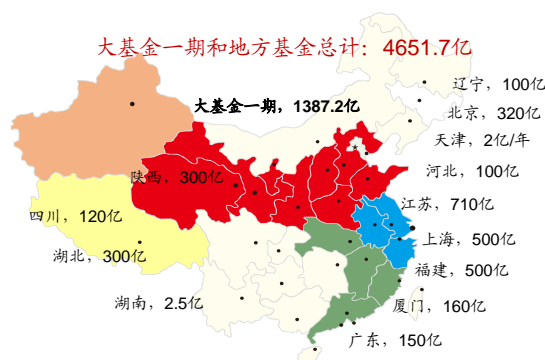 大基金一期和地方基金总计：4651.7亿
辽宁，100亿
大基金一期，1387.2亿
北京，320亿
天津，2亿/年
陕西，300亿
河北，100亿
四川，120亿
江苏，710亿
上海，500亿
湖北，300亿
福建，500亿
湖南，2.5亿
厦门，160亿
广东，150亿